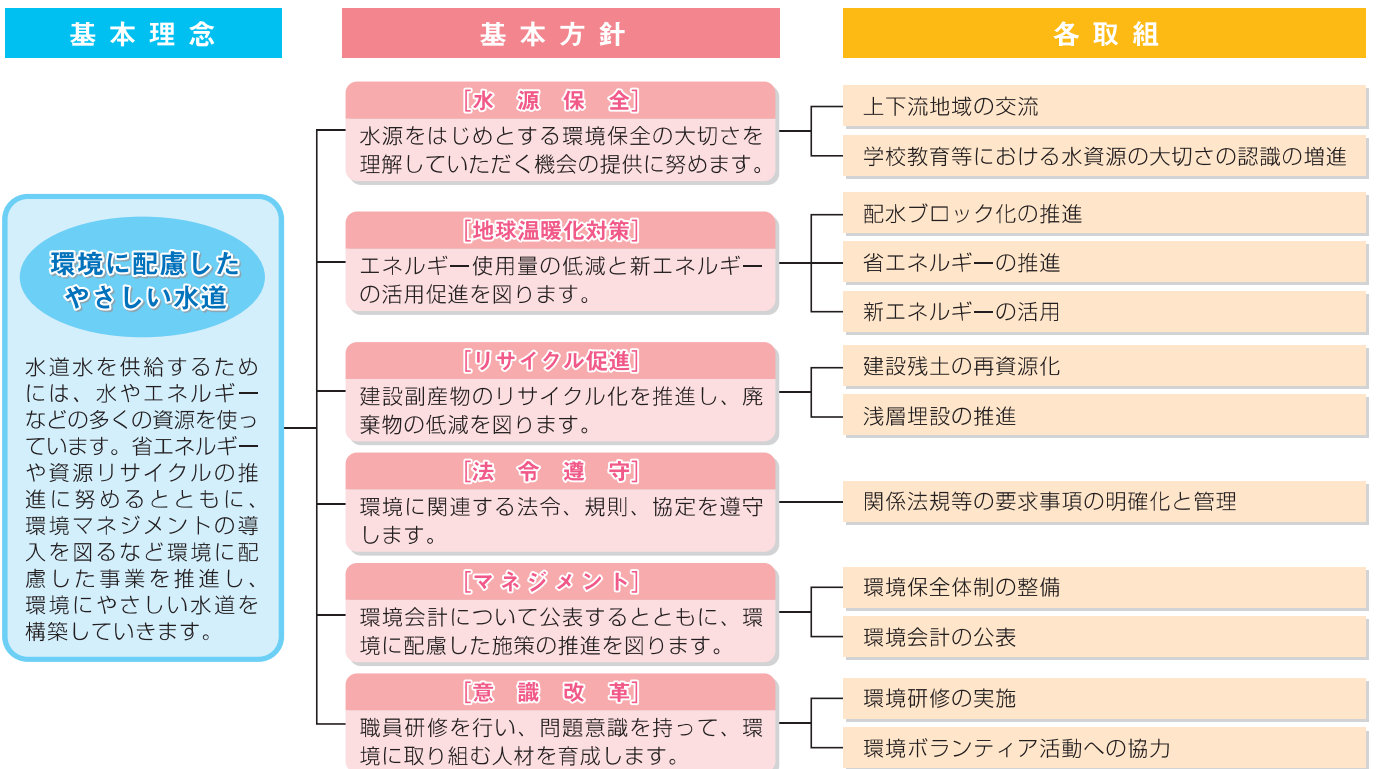 基本理念
基本方針
各取組
環境に配慮した
やさしい水道
水道水を供給するため
には、水やエネルギー
などの多くの資源を使っ
ています。省エネルギー
や資源リサイクルの推
進に努めるとともに、
環境マネジメントの導
入を図るなど環境に配
慮した事業を推進し、
環境にやさしい水道を
構築していきます。
[水 源 保 全]
水源をはじめとする環境保全の大切さを
理解していただく機会の提供に努めます。
上下流地域の交流
学校教育等における水資源の大切さの認識の増進
[地球温暖化対策]
エネルギー使用量の低減と新エネルギー
の活用促進を図ります。
配水ブロック化の推進
省エネルギーの推進
新エネルギーの活用
[リサイクル促進]
建設副産物のリサイクル化を推進し、廃
棄物の低減を図ります。
建設残土の再資源化
浅層埋設の推進
[法 令 遵 守]
環境に関連する法令、規則、協定を遵守
します。
関係法規等の要求事項の明確化と管理
[マネジメント]
環境会計について公表するとともに、環
境に配慮した施策の推進を図ります。
環境保全体制の整備
環境会計の公表
[意 識 改 革]
職員研修を行い、問題意識を持って、環
境に取り組む人材を育成します。
環境研修の実施
環境ボランティア活動への協力